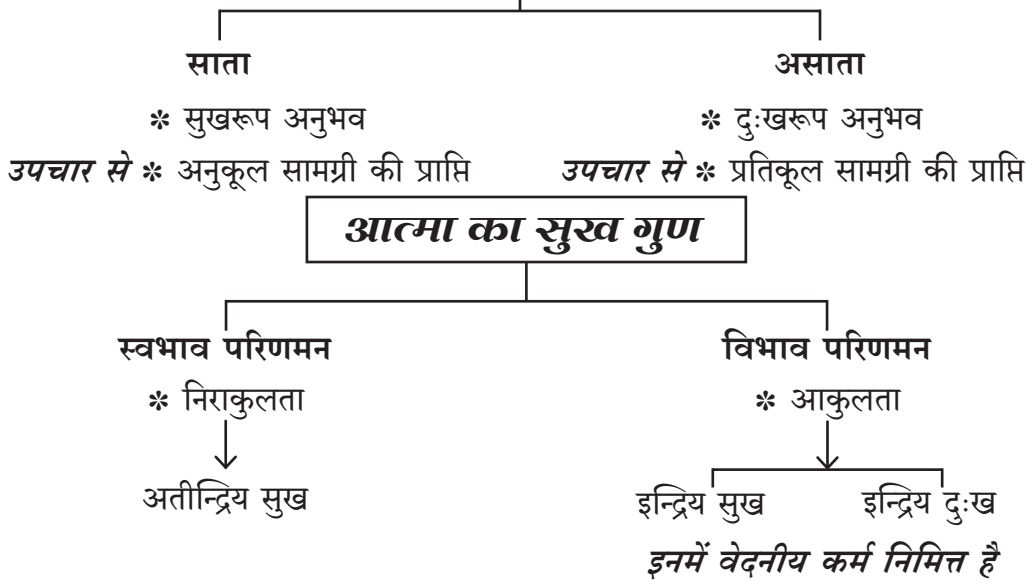 साता असाता
* सुखरूप अनुभव * दुःखरूप अनुभव
उपचार से * अनुकूल सामग्री की प्राप्ति उपचार से * प्रतिकूल सामग्री की प्राप्ति
आत्मा का सुख गुण
स्वभाव परिणमन विभाव परिणमन
* निराकुलता * आकुलता
अतीन्द्रिय सुख इन्द्रिय सुख इन्द्रिय दुःख
इनमें वेदनीय कर्म निमित्त है